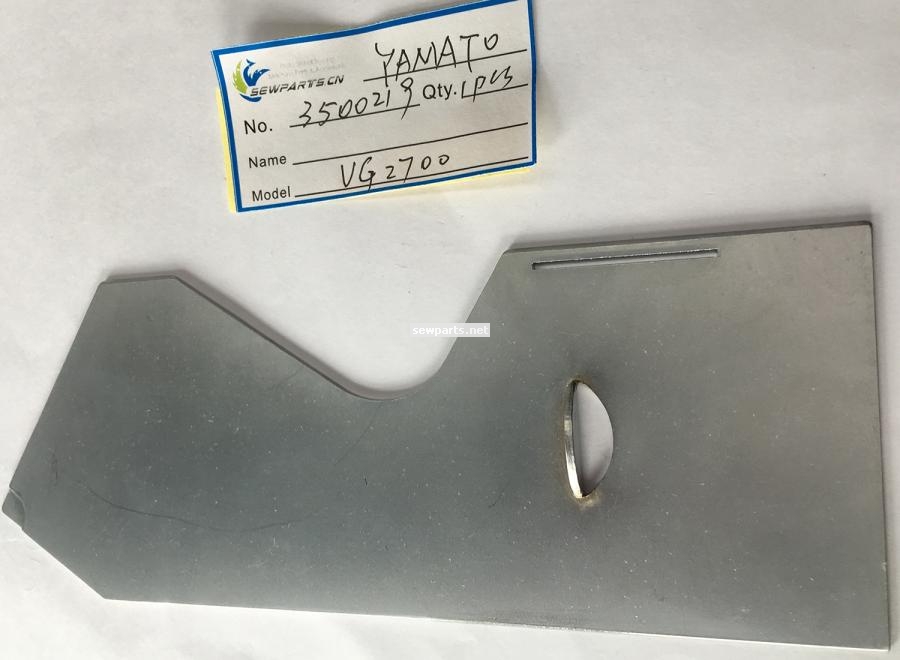 YAMATO
SEWPARTS.CN
No. 3500219 Qty. 1pcs
Name
Model VG2700
sewparts.net